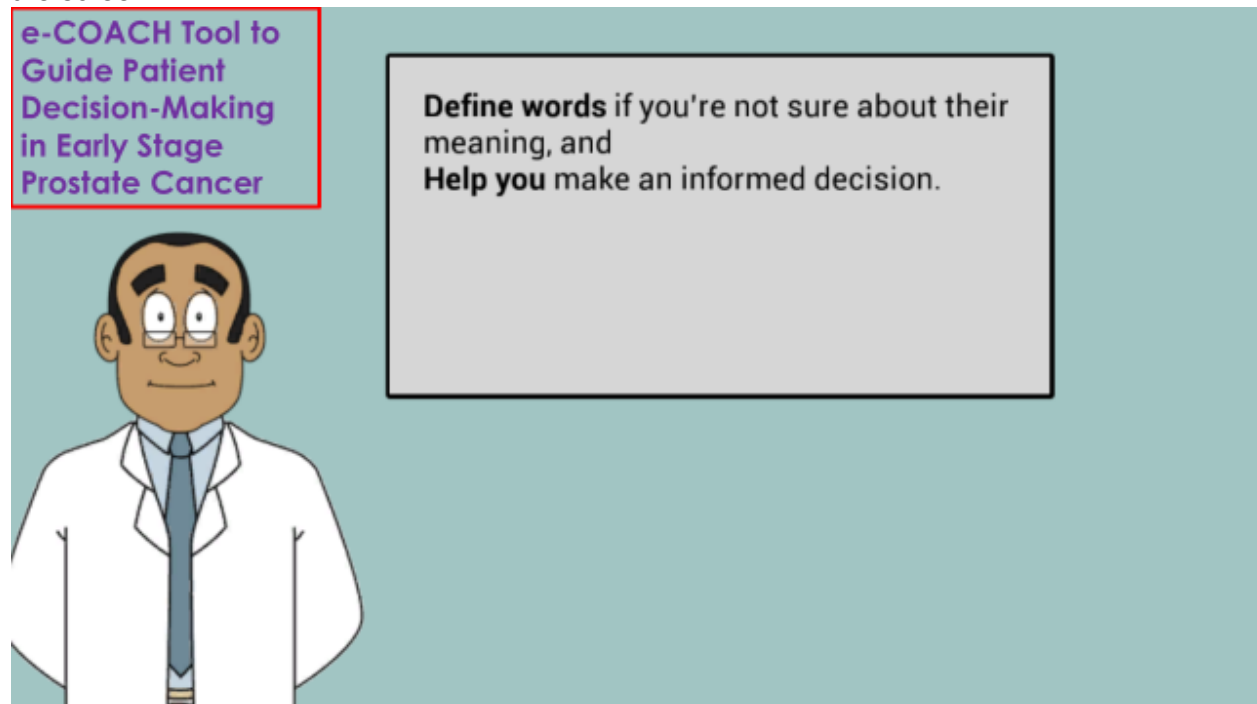 e-COACH Tool to
Guide Patient
Decision-Making
in Early Stage
Prostate Cancer
Define words if you're not sure about their
meaning, and
Help you make an informed decision.